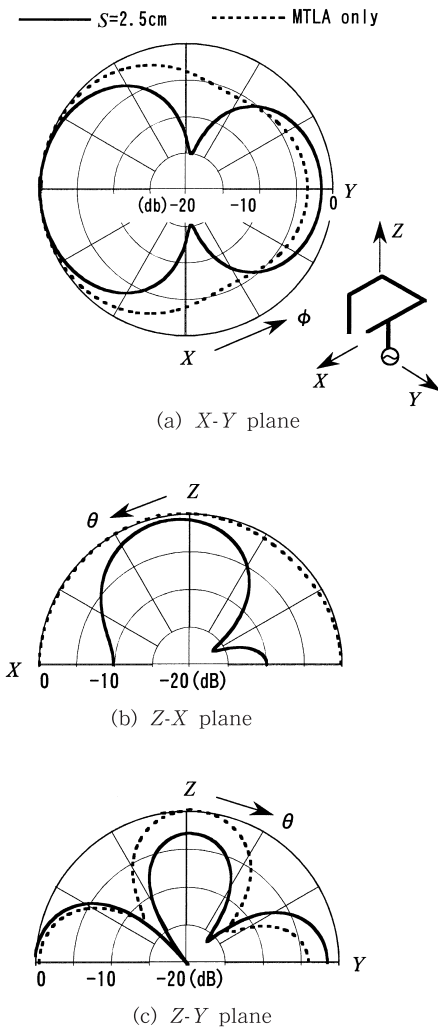 S=2.5cm MTLA only
(db)-20 -10 0 Y
X Φ
Z
X
Y
(a) X-Y plane
Z
θ
X
0 -10 -20(dB)
(b) Z-X plane
Z
θ
0 -10 -20(dB) Y
(c) Z-Y plane